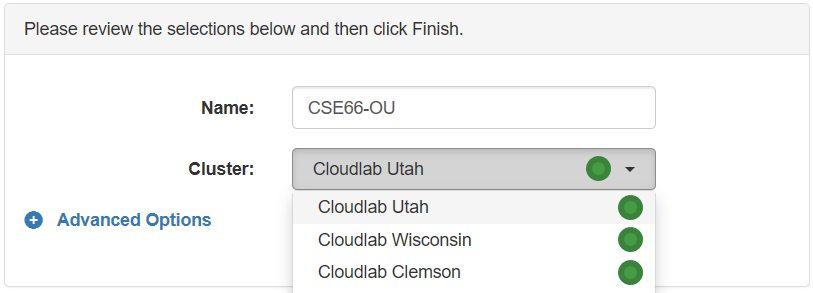 Please review the selections below and then click Finish.
Name: CSE66-OU
Cluster: Cloudlab Utah
Cloudlab Utah
Advanced Options
Cloudlab Wisconsin
Cloudlab Clemson